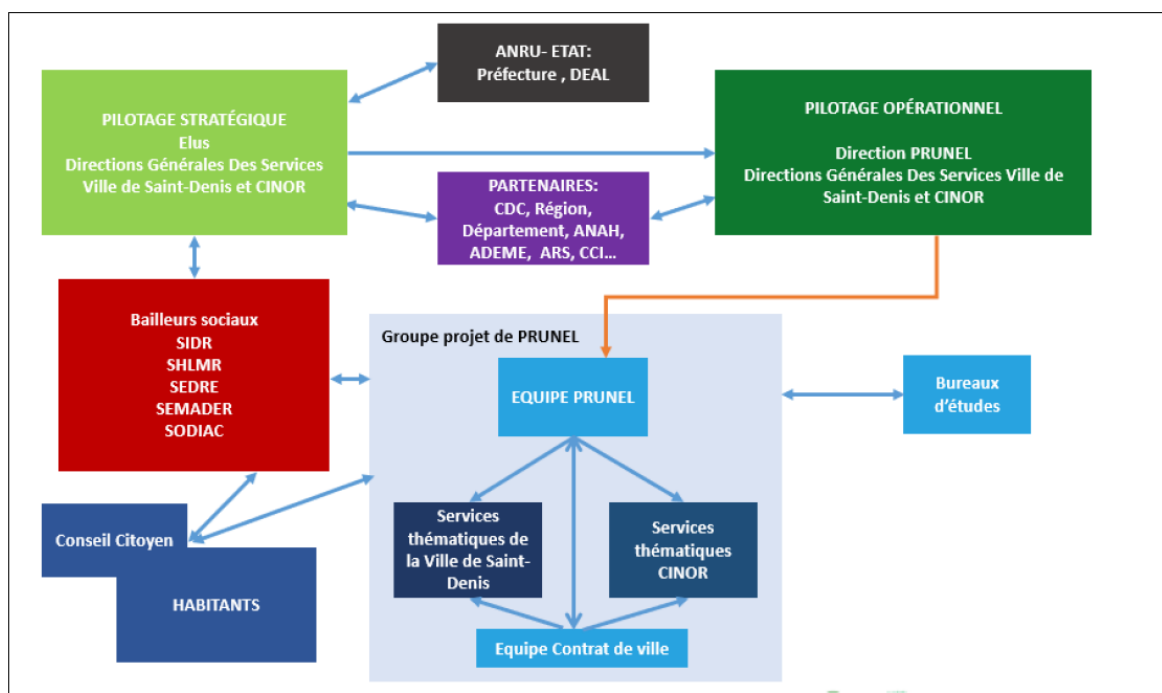 ANRU- ETAT:
Préfecture , DEAL
PILOTAGE STRATÉGIQUE
Elus
Directions Générales Des Services
Ville de Saint-Denis et CINOR
PILOTAGE OPÉRATIONNEL
Direction PRUNEL
Directions Générales Des Services Ville de
Saint-Denis et CINOR
PARTENAIRES:
CDC, Région,
Département, ANAH,
ADEME, ARS, CCI...
Bailleurs sociaux
SIDR
SHLMR
SEDRE
SEMADER
SODIAC
Groupe projet de PRUNEL
EQUIPE PRUNEL
Bureaux
d'études
Services
thématiques de
la Ville de Saint-
Denis
Services
thématiques
CINOR
Conseil Citoyen
HABITANTS
Equipe Contrat de ville